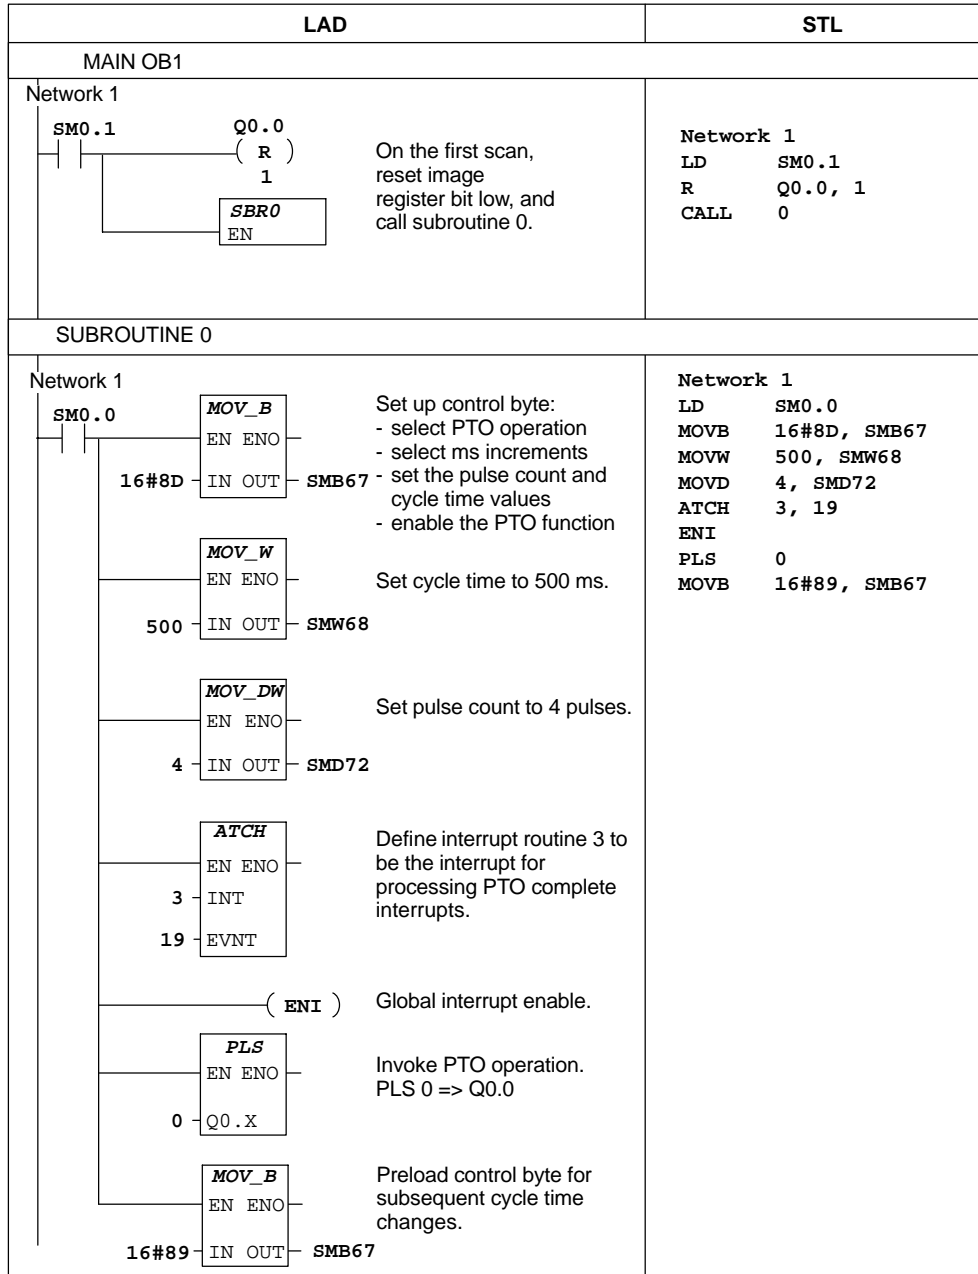 LAD
STL
MAIN OB1
Network 1
SM0.1
Q0.0
( R )
1
SBR0
EN
On the first scan,
reset image
register bit low, and
call subroutine 0.
Network 1
LD SM0.1
R Q0.0, 1
CALL 0
SUBROUTINE 0
Network 1
SM0.0
MOV_B
EN ENO
16#8D IN OUT SMB67
Set up control byte:
- select PTO operation
- select ms increments
- set the pulse count and
cycle time values
- enable the PTO function
MOV_W
EN ENO
500 IN OUT SMW68
Set cycle time to 500 ms.
MOV_DW
EN ENO
4 IN OUT SMD72
Set pulse count to 4 pulses.
ATCH
EN ENO
3 INT
19 EVNT
Define interrupt routine 3 to
be the interrupt for
processing PTO complete
interrupts.
( ENI )
Global interrupt enable.
PLS
EN ENO
0 Q0.X
Invoke PTO operation.
PLS 0 => Q0.0
MOV_B
EN ENO
16#89 IN OUT SMB67
Preload control byte for
subsequent cycle time
changes.
Network 1
LD SM0.0
MOVB 16#8D, SMB67
MOVW 500, SMW68
MOVD 4, SMD72
ATCH 3, 19
ENI
PLS 0
MOVB 16#89, SMB67